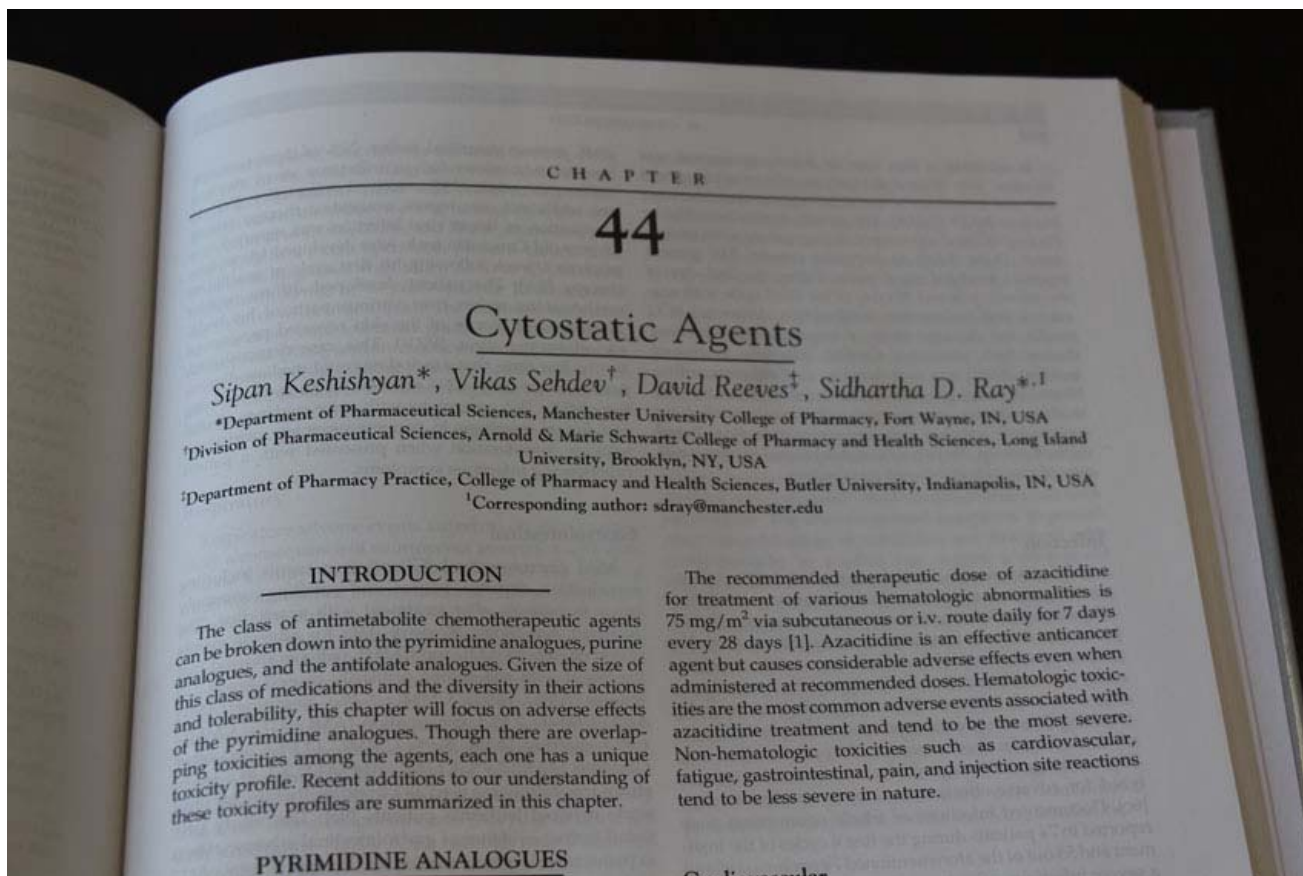 CHAPTER
44
Cytostatic Agents
Sipan Keshishyan*, Vikas Sehdev†, David Reeves‡, Sidhartha D. Ray*,1
*Department of Pharmaceutical Sciences, Manchester University College of Pharmacy, Fort Wayne, IN, USA
†Division of Pharmaceutical Sciences, Arnold & Marie Schwartz College of Pharmacy and Health Sciences, Long Island
University, Brooklyn, NY, USA
‡Department of Pharmacy Practice, College of Pharmacy and Health Sciences, Butler University, Indianapolis, IN, USA
1Corresponding author: sdray@manchester.edu
INTRODUCTION
The class of antimetabolite chemotherapeutic agents
can be broken down into the pyrimidine analogues, purine
analogues, and the antifolate analogues. Given the size of
this class of medications and the diversity in their actions
and tolerability, this chapter will focus on adverse effects
of the pyrimidine analogues. Though there are overlap-
ping toxicities among the agents, each one has a unique
toxicity profile. Recent additions to our understanding of
these toxicity profiles are summarized in this chapter.
PYRIMIDINE ANALOGUES
The recommended therapeutic dose of azacitidine
for treatment of various hematologic abnormalities is
75 mg/m² via subcutaneous or i.v. route daily for 7 days
every 28 days [1]. Azacitidine is an effective anticancer
agent but causes considerable adverse effects even when
administered at recommended doses. Hematologic toxic-
ities are the most common adverse events associated with
azacitidine treatment and tend to be the most severe.
Non-hematologic toxicities such as cardiovascular,
fatigue, gastrointestinal, pain, and injection site reactions
tend to be less severe in nature.